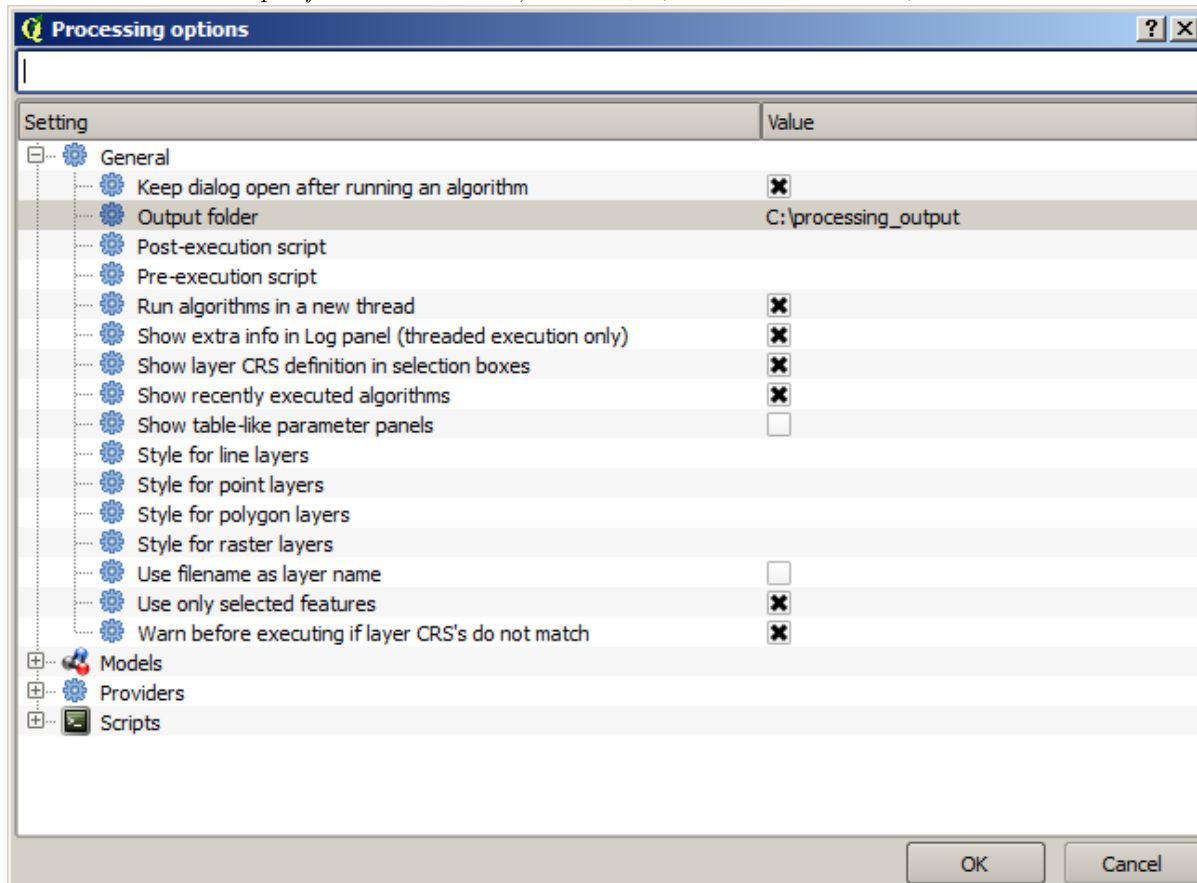 Processing options
Setting Value
General
Keep dialog open after running an algorithm
Output folder C:\processing_output
Post-execution script
Pre-execution script
Run algorithms in a new thread
Show extra info in Log panel (threaded execution only)
Show layer CRS definition in selection boxes
Show recently executed algorithms
Show table-like parameter panels
Style for line layers
Style for point layers
Style for polygon layers
Style for raster layers
Use filename as layer name
Use only selected features
Warn before executing if layer CRS's do not match
Models
Providers
Scripts
OK Cancel